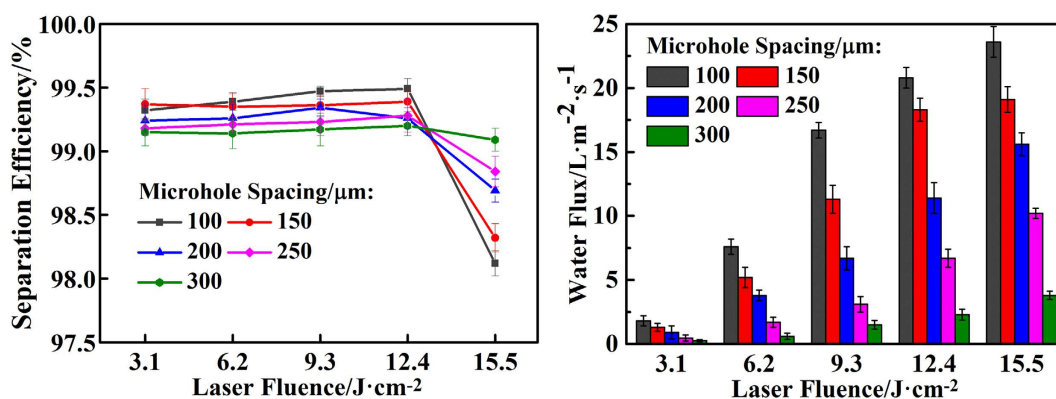 Separation Efficiency/%
100.0
99.5
99.0
98.5
98.0
97.5
Microhole Spacing/μm:
100 150
200 250
300
3.1 6.2 9.3 12.4 15.5
Laser Fluence/J·cm-2
Water Flux/L·m-2·s-1
25
20
15
10
5
0
Microhole Spacing/μm:
100 150
200 250
300
3.1 6.2 9.3 12.4 15.5
Laser Fluence/J·cm-2